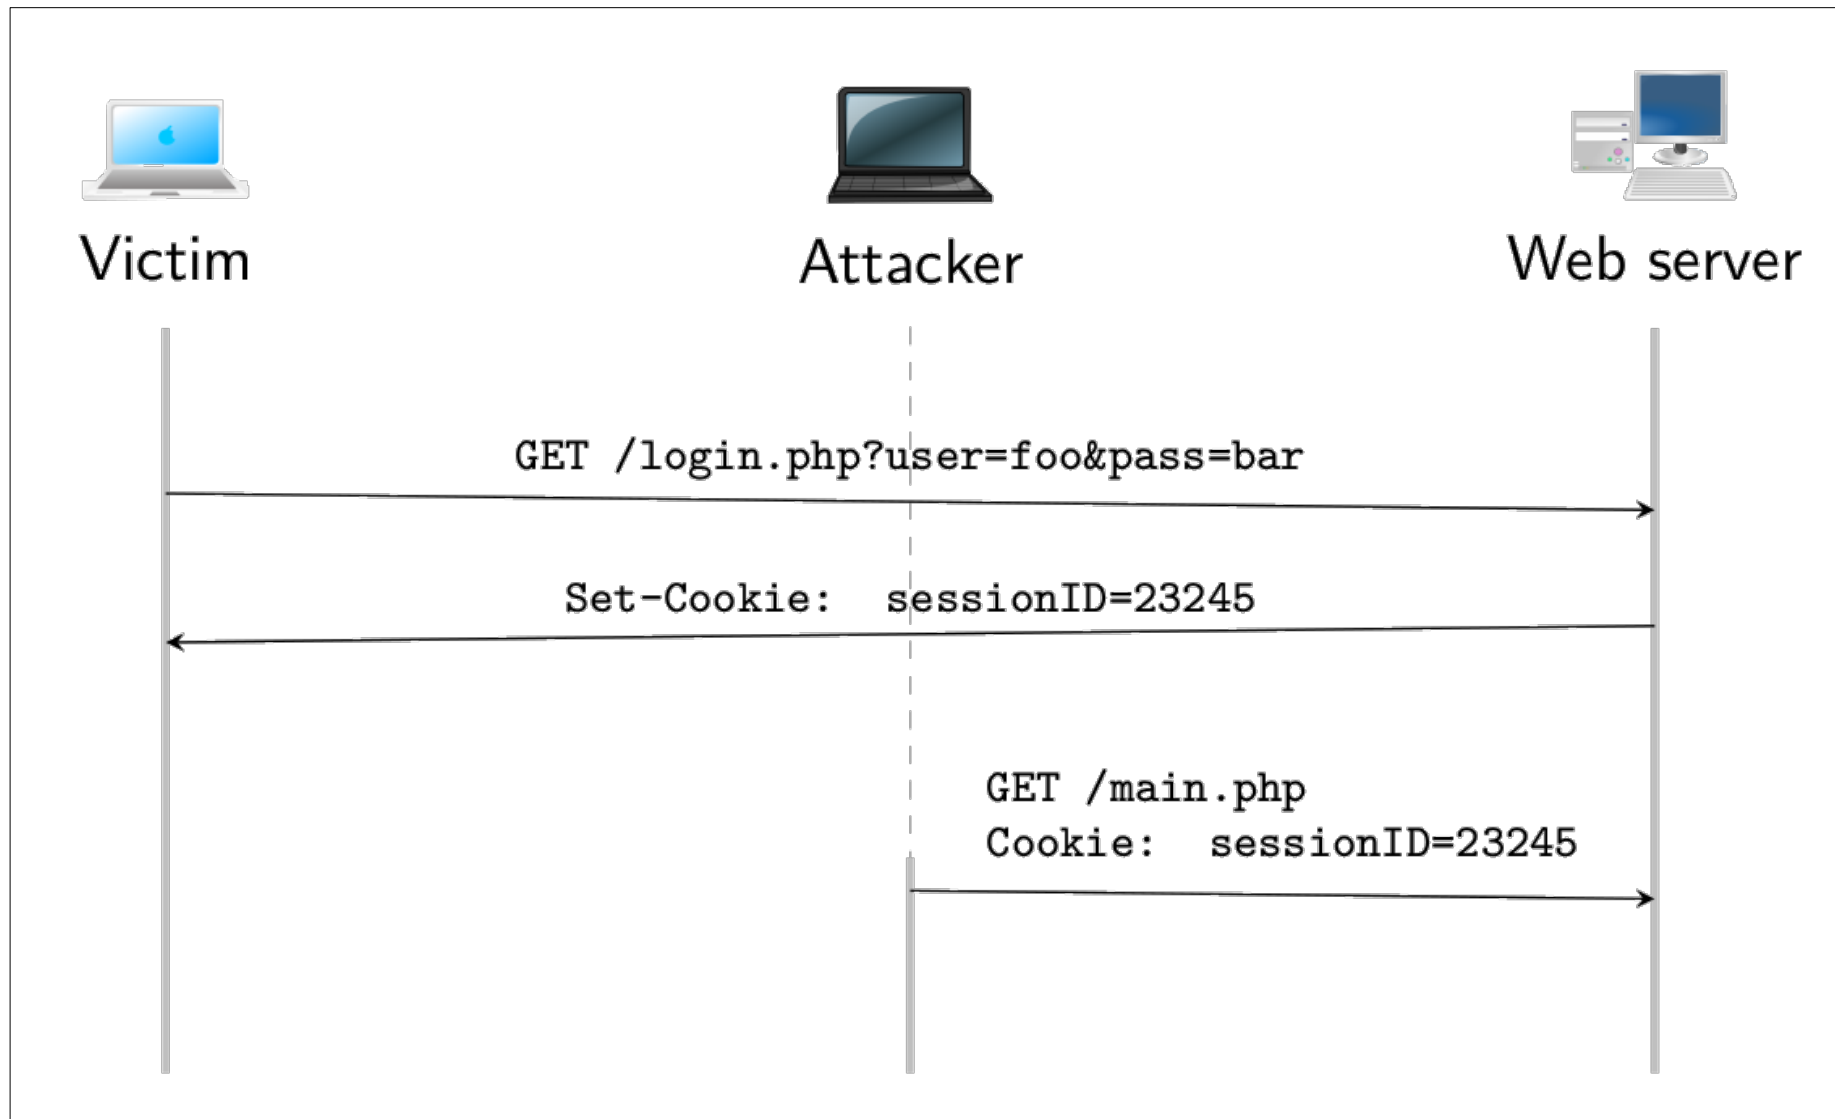 Victim
Attacker
Web server
GET /login.php?user=foo&pass=bar
Set-Cookie: sessionID=23245
GET /main.php
Cookie: sessionID=23245